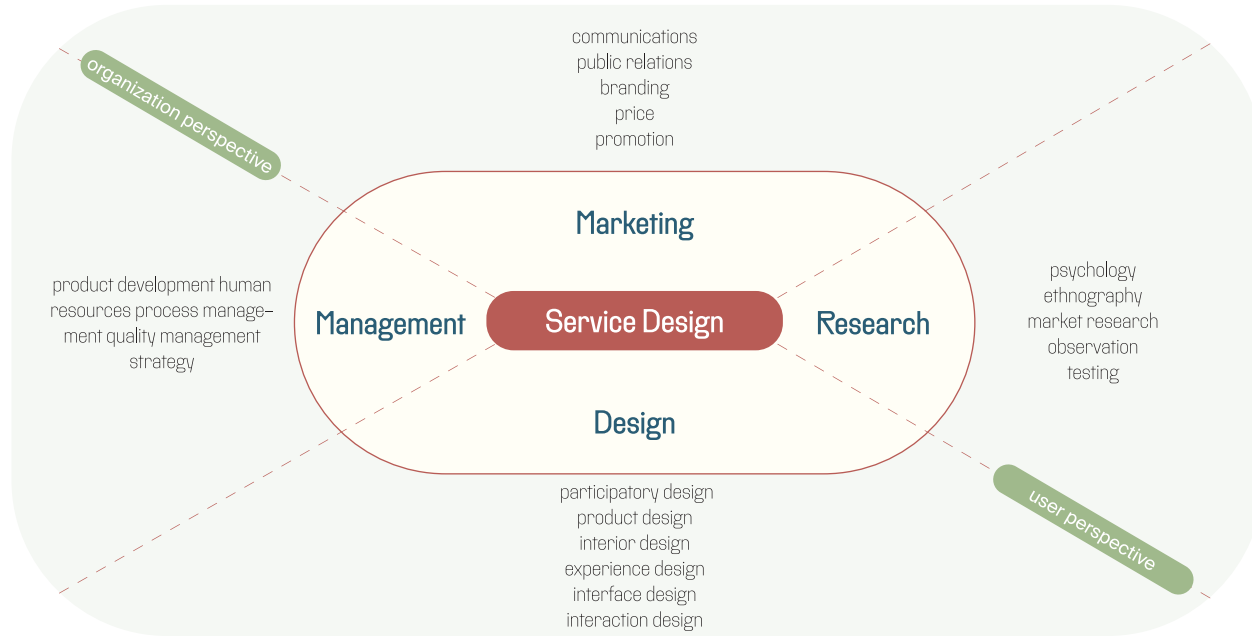 communications
public relations
branding
price
promotion
organization perspective
Marketing
product development human
resources process manage–
ment quality management
strategy
Management
Service Design
Research
psychology
ethnography
market research
observation
testing
Design
participatory design
product design
interior design
experience design
interface design
interaction design
user perspective